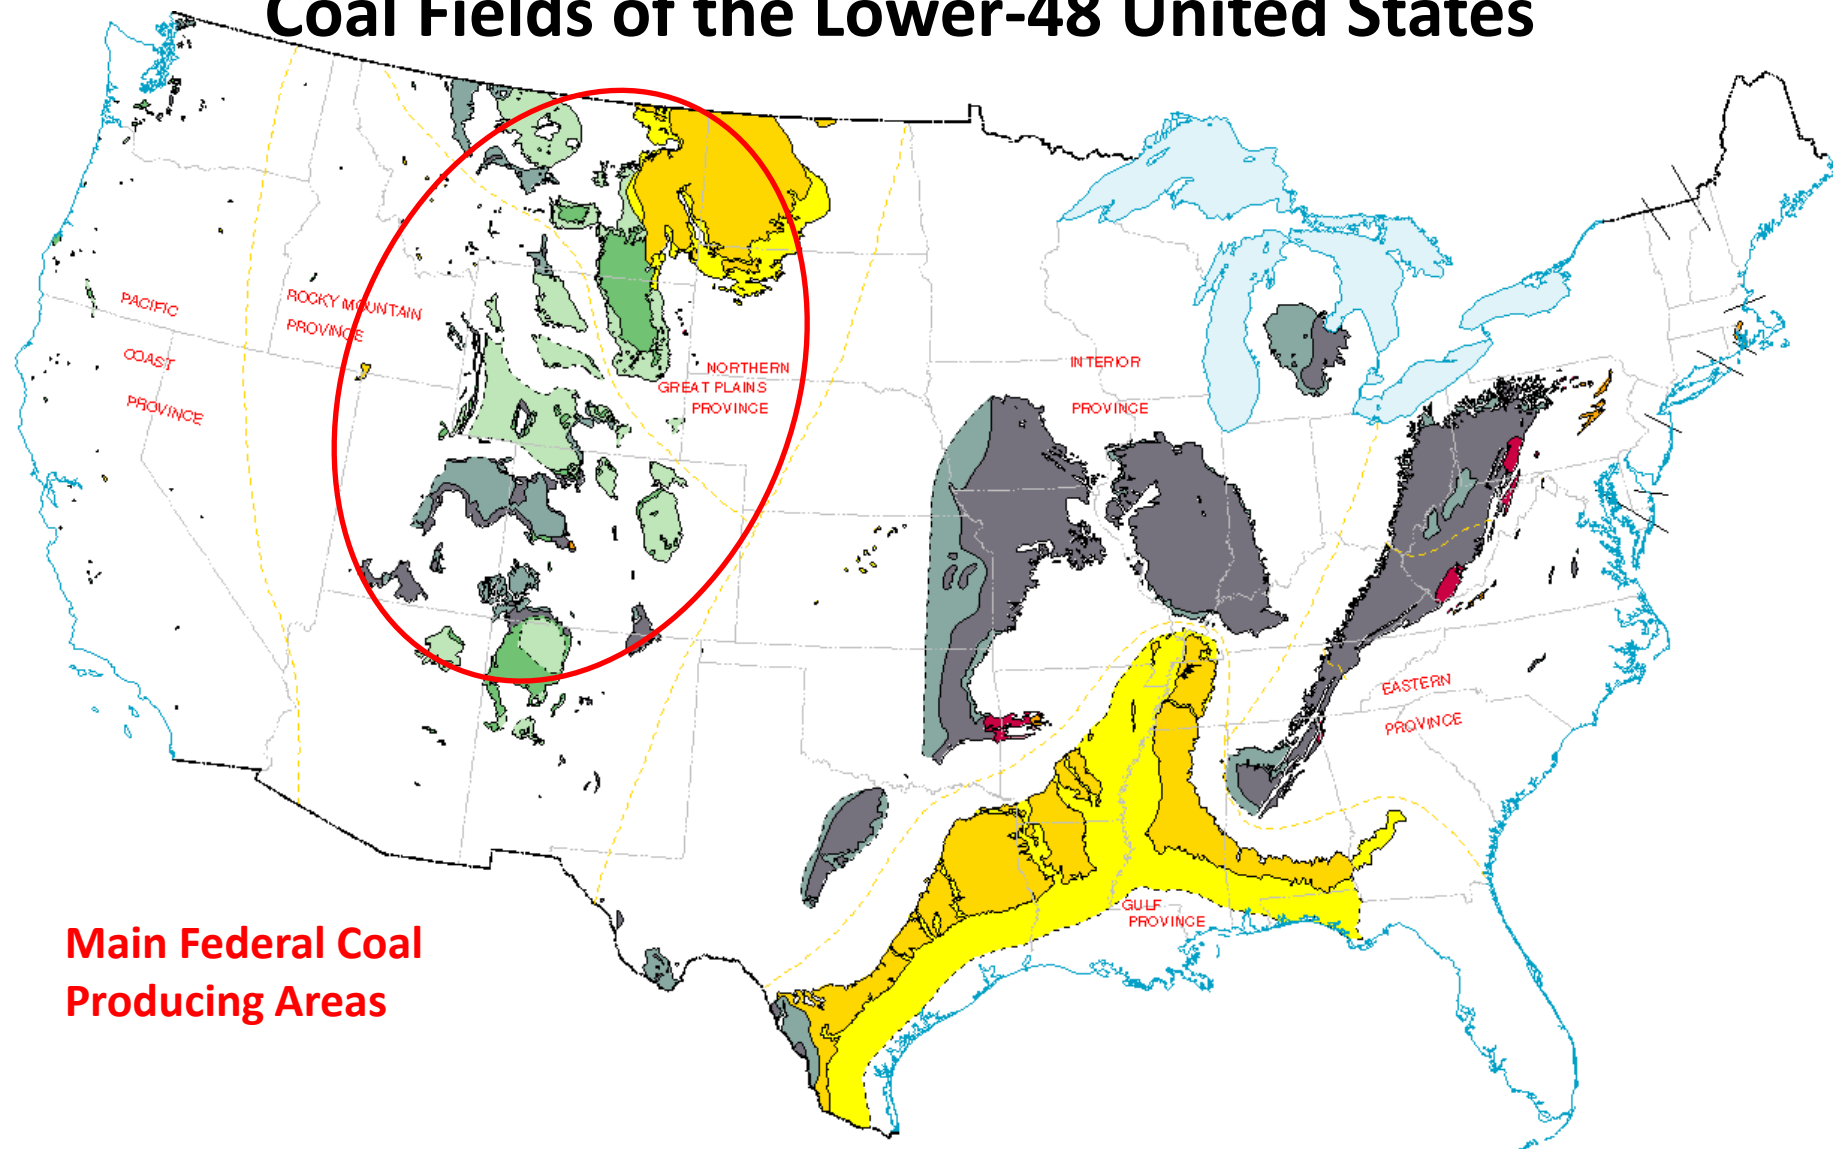 Coal Fields of the Lower-48 United States
PACIFIC
COAST
PROVINCE
ROCKY MOUNTAIN
PROVINCE
NORTHERN
GREAT PLAINS
PROVINCE
INTERIOR
PROVINCE
EASTERN
PROVINCE
GULF
PROVINCE
Main Federal Coal
Producing Areas